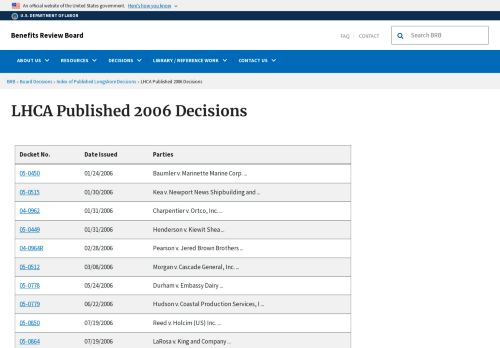 An official website of the United States government. Here's how you know
U.S. DEPARTMENT OF LABOR
Benefits Review Board
FAQ CONTACT
Search BRB
ABOUT US RESOURCES DECISIONS LIBRARY / REFERENCE WORK CONTACT US
BRB › Board Decisions › Index of Published Longshore Decisions › LHCA Published 2006 Decisions
LHCA Published 2006 Decisions
Docket No. Date Issued Parties
05-0450 01/24/2006 Baumler v. Marinette Marine Corp. ...
05-0515 01/30/2006 Kea v. Newport News Shipbuilding and ...
04-0962 01/31/2006 Charpentier v. Ortco, Inc. ...
05-0449 01/31/2006 Henderson v. Kiewit Shea ...
04-0964R 02/28/2006 Pearson v. Jered Brown Brothers ...
05-0512 03/08/2006 Morgan v. Cascade General, Inc. ...
05-0778 05/24/2006 Durham v. Embassy Dairy ...
05-0779 06/22/2006 Hudson v. Coastal Production Services, I ...
05-0850 07/19/2006 Reed v. Holcim (US) Inc. ...
05-0864 07/19/2006 LaRosa v. King and Company ...